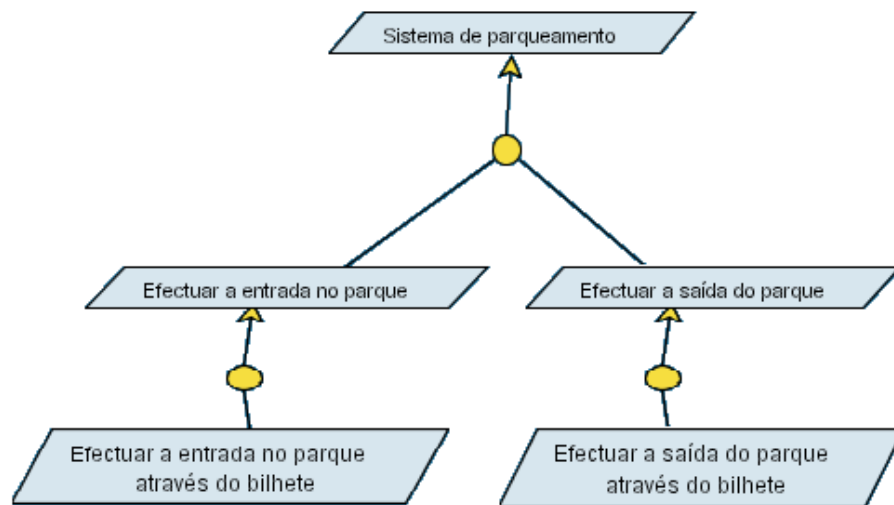 Sistema de parqueamento
Efectuar a entrada no parque
Efectuar a saída do parque
Efectuar a entrada no parque
através do bilhete
Efectuar a saída do parque
através do bilhete